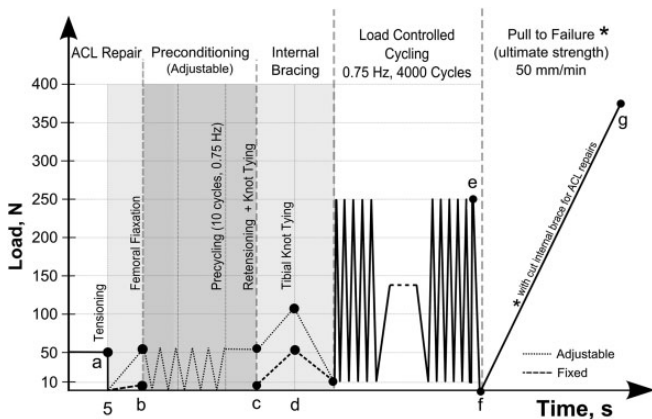 ACL Repair
Preconditioning
(Adjustable)
Internal
Bracing
Load Controlled
Cycling
0.75 Hz, 4000 Cycles
Pull to Failure *
(ultimate strength)
50 mm/min
Load, N
400
350
300
250
200
150
100
50
10
Tensioning
Femoral Fiaxation
Precycling (10 cycles, 0.75 Hz)
Retensioning + Knot Tying
Tibial Knot Tying
* with cut internal brace for ACL repairs
a
e
g
Adjustable
Fixed
5
b
c
d
f
Time, s